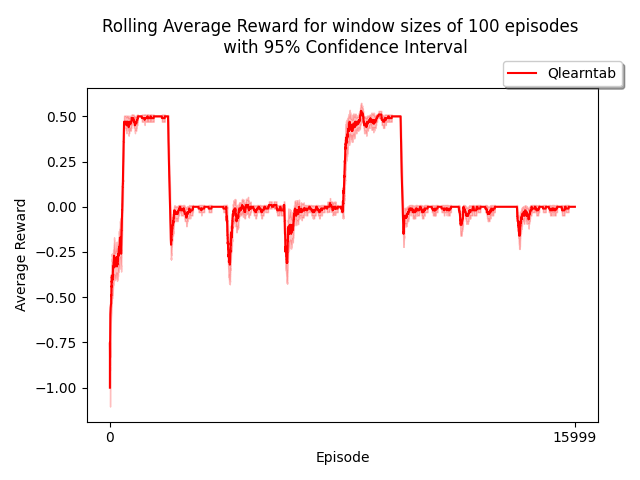 Rolling Average Reward for window sizes of 100 episodes
with 95% Confidence Interval
Qlearntab
0.50
0.25
0.00
−0.25
−0.50
−0.75
−1.00
Average Reward
0
15999
Episode